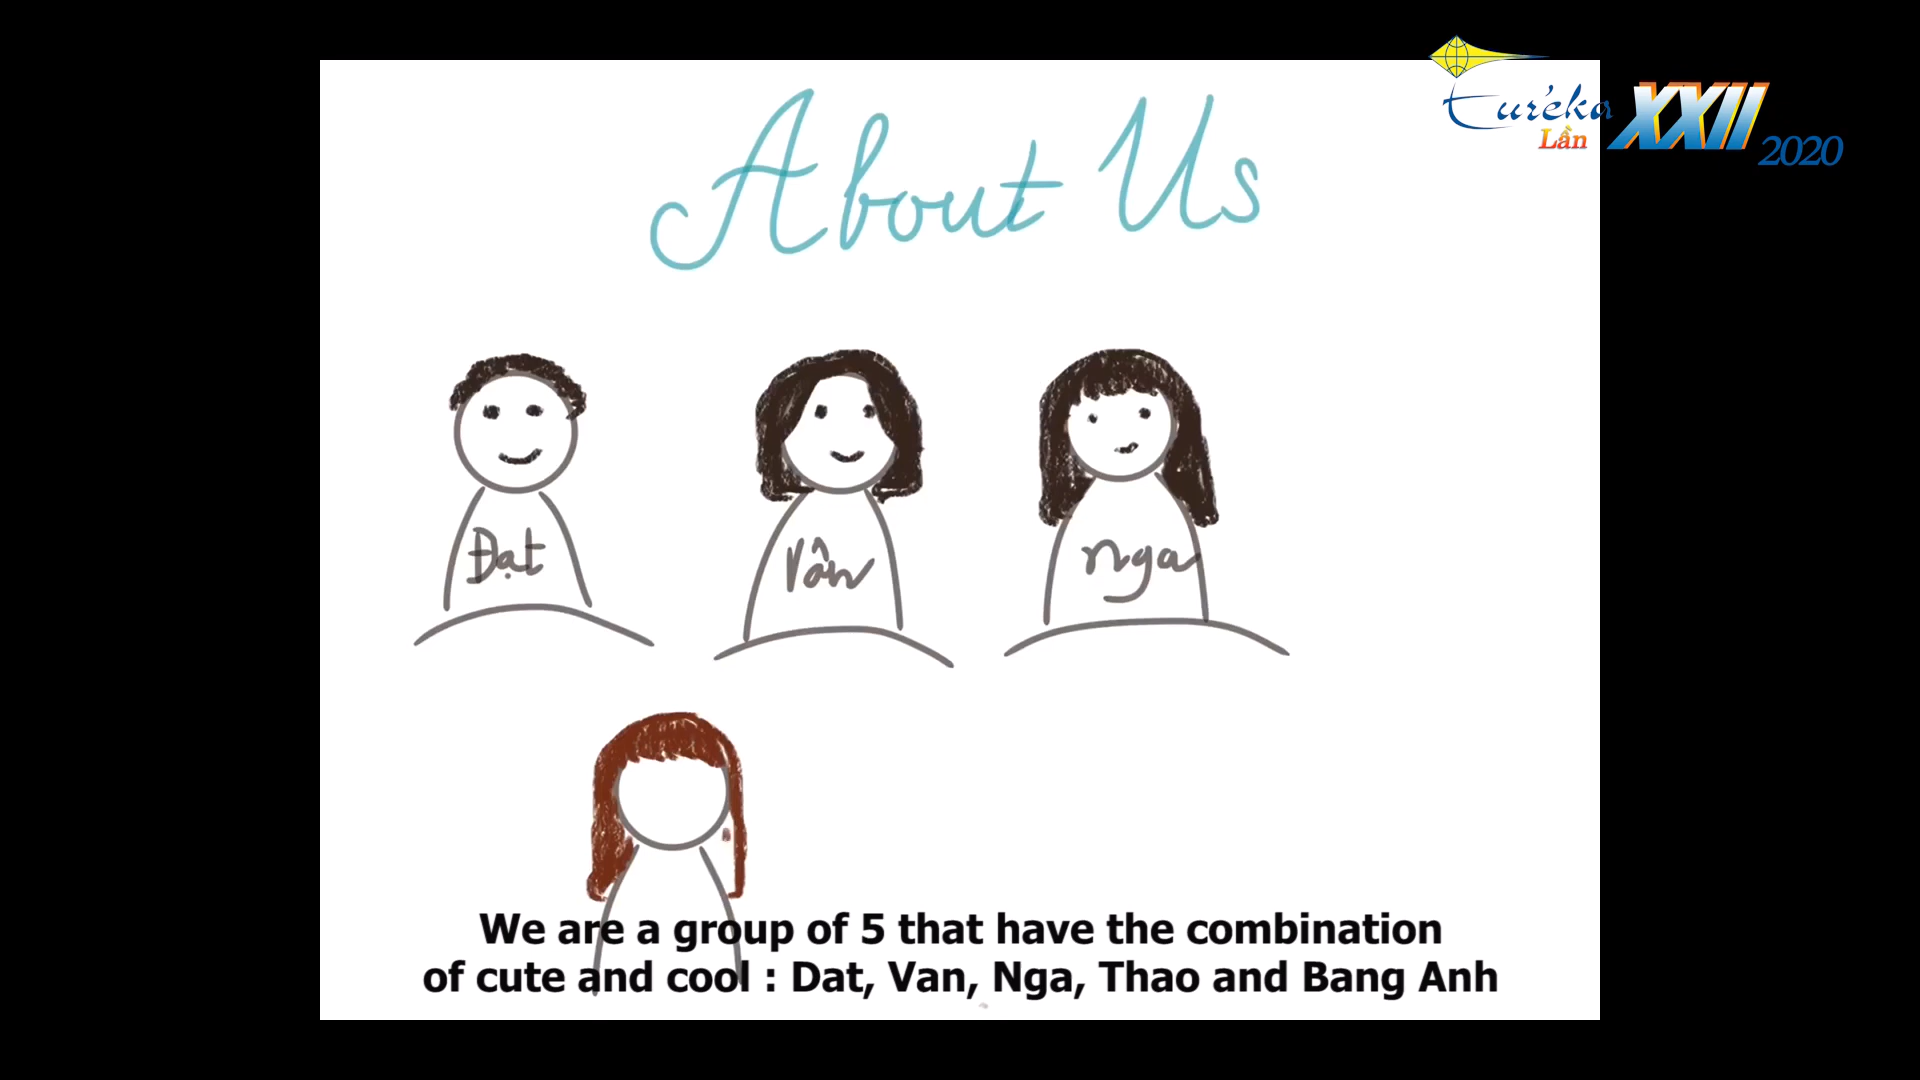 Euréka
Lần XXII 2020
About Us
Đạt
Vân
Nga
We are a group of 5 that have the combination
of cute and cool : Dat, Van, Nga, Thao and Bang Anh